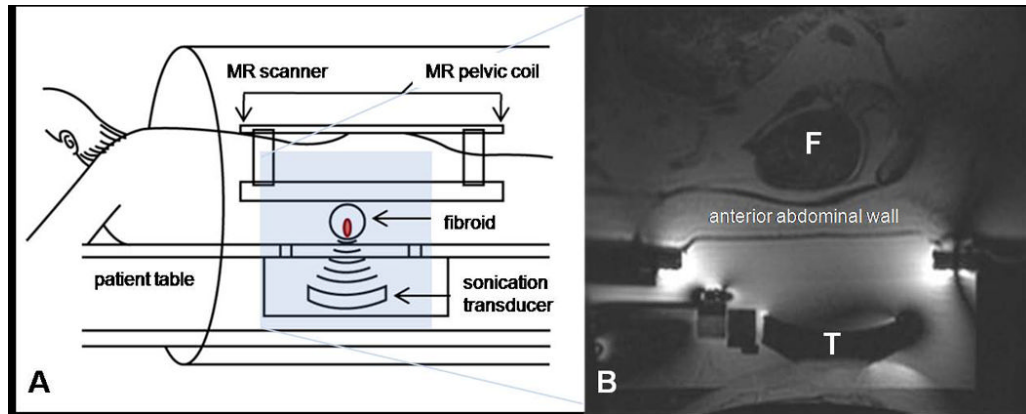 MR scanner
MR pelvic coil
fibroid
patient table
sonication
transducer
A
F
anterior abdominal wall
T
B